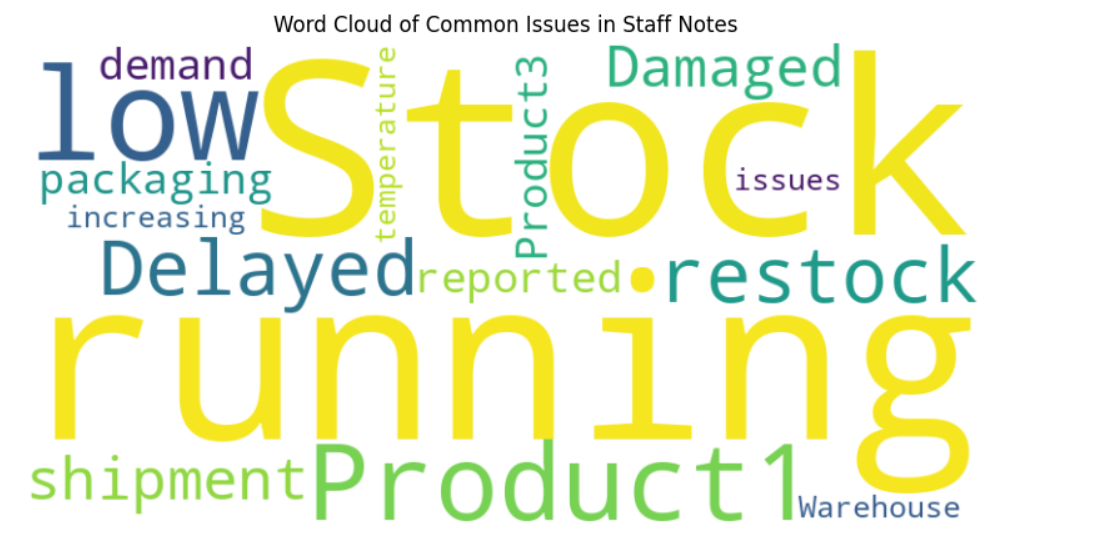 Word Cloud of Common Issues in Staff Notes
demand
low
Stock running
temperature
Product3
Damaged
issues
packaging
increasing
Delayed
reported
restock
shipment
Product1
Warehouse